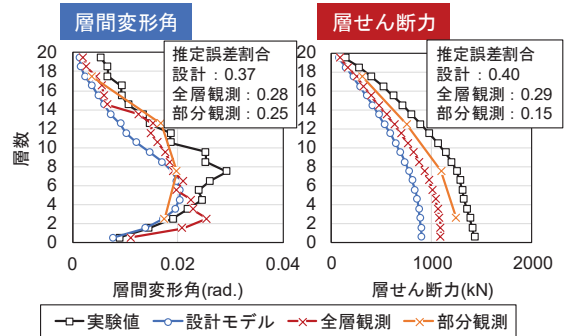 層間変形角
層せん断力
推定誤差割合
設計：0.37
全層観測：0.28
部分観測：0.25
推定誤差割合
設計：0.40
全層観測：0.29
部分観測：0.15
層数
20
18
16
14
12
10
8
6
4
2
0
0
0.02
0.04
層間変形角(rad.)
20
18
16
14
12
10
8
6
4
2
0
0
1000
2000
層せん断力(kN)
実験値
設計モデル
全層観測
部分観測